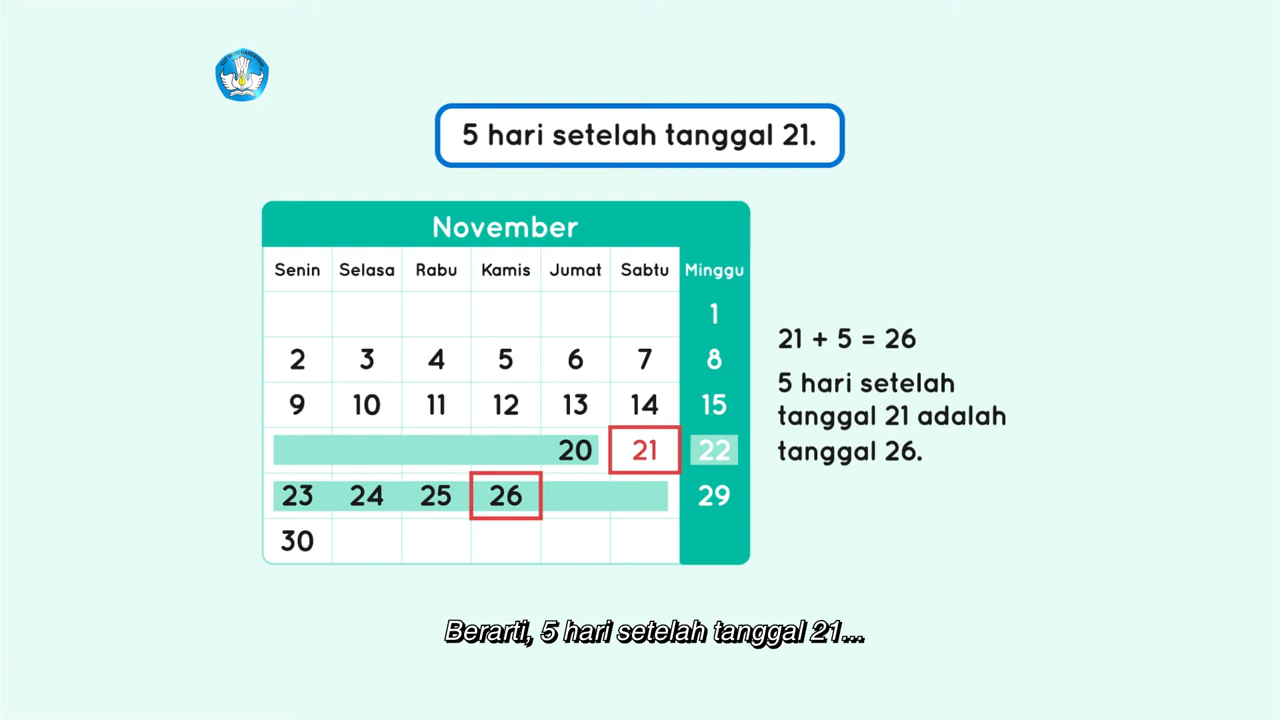 5 hari setelah tanggal 21.
November
Senin Selasa Rabu Kamis Jumat Sabtu Minggu
1
2 3 4 5 6 7 8
9 10 11 12 13 14 15
20 21 22
23 24 25 26 29
30
21 + 5 = 26
5 hari setelah
tanggal 21 adalah
tanggal 26.
Berarti, 5 hari setelah tanggal 21...